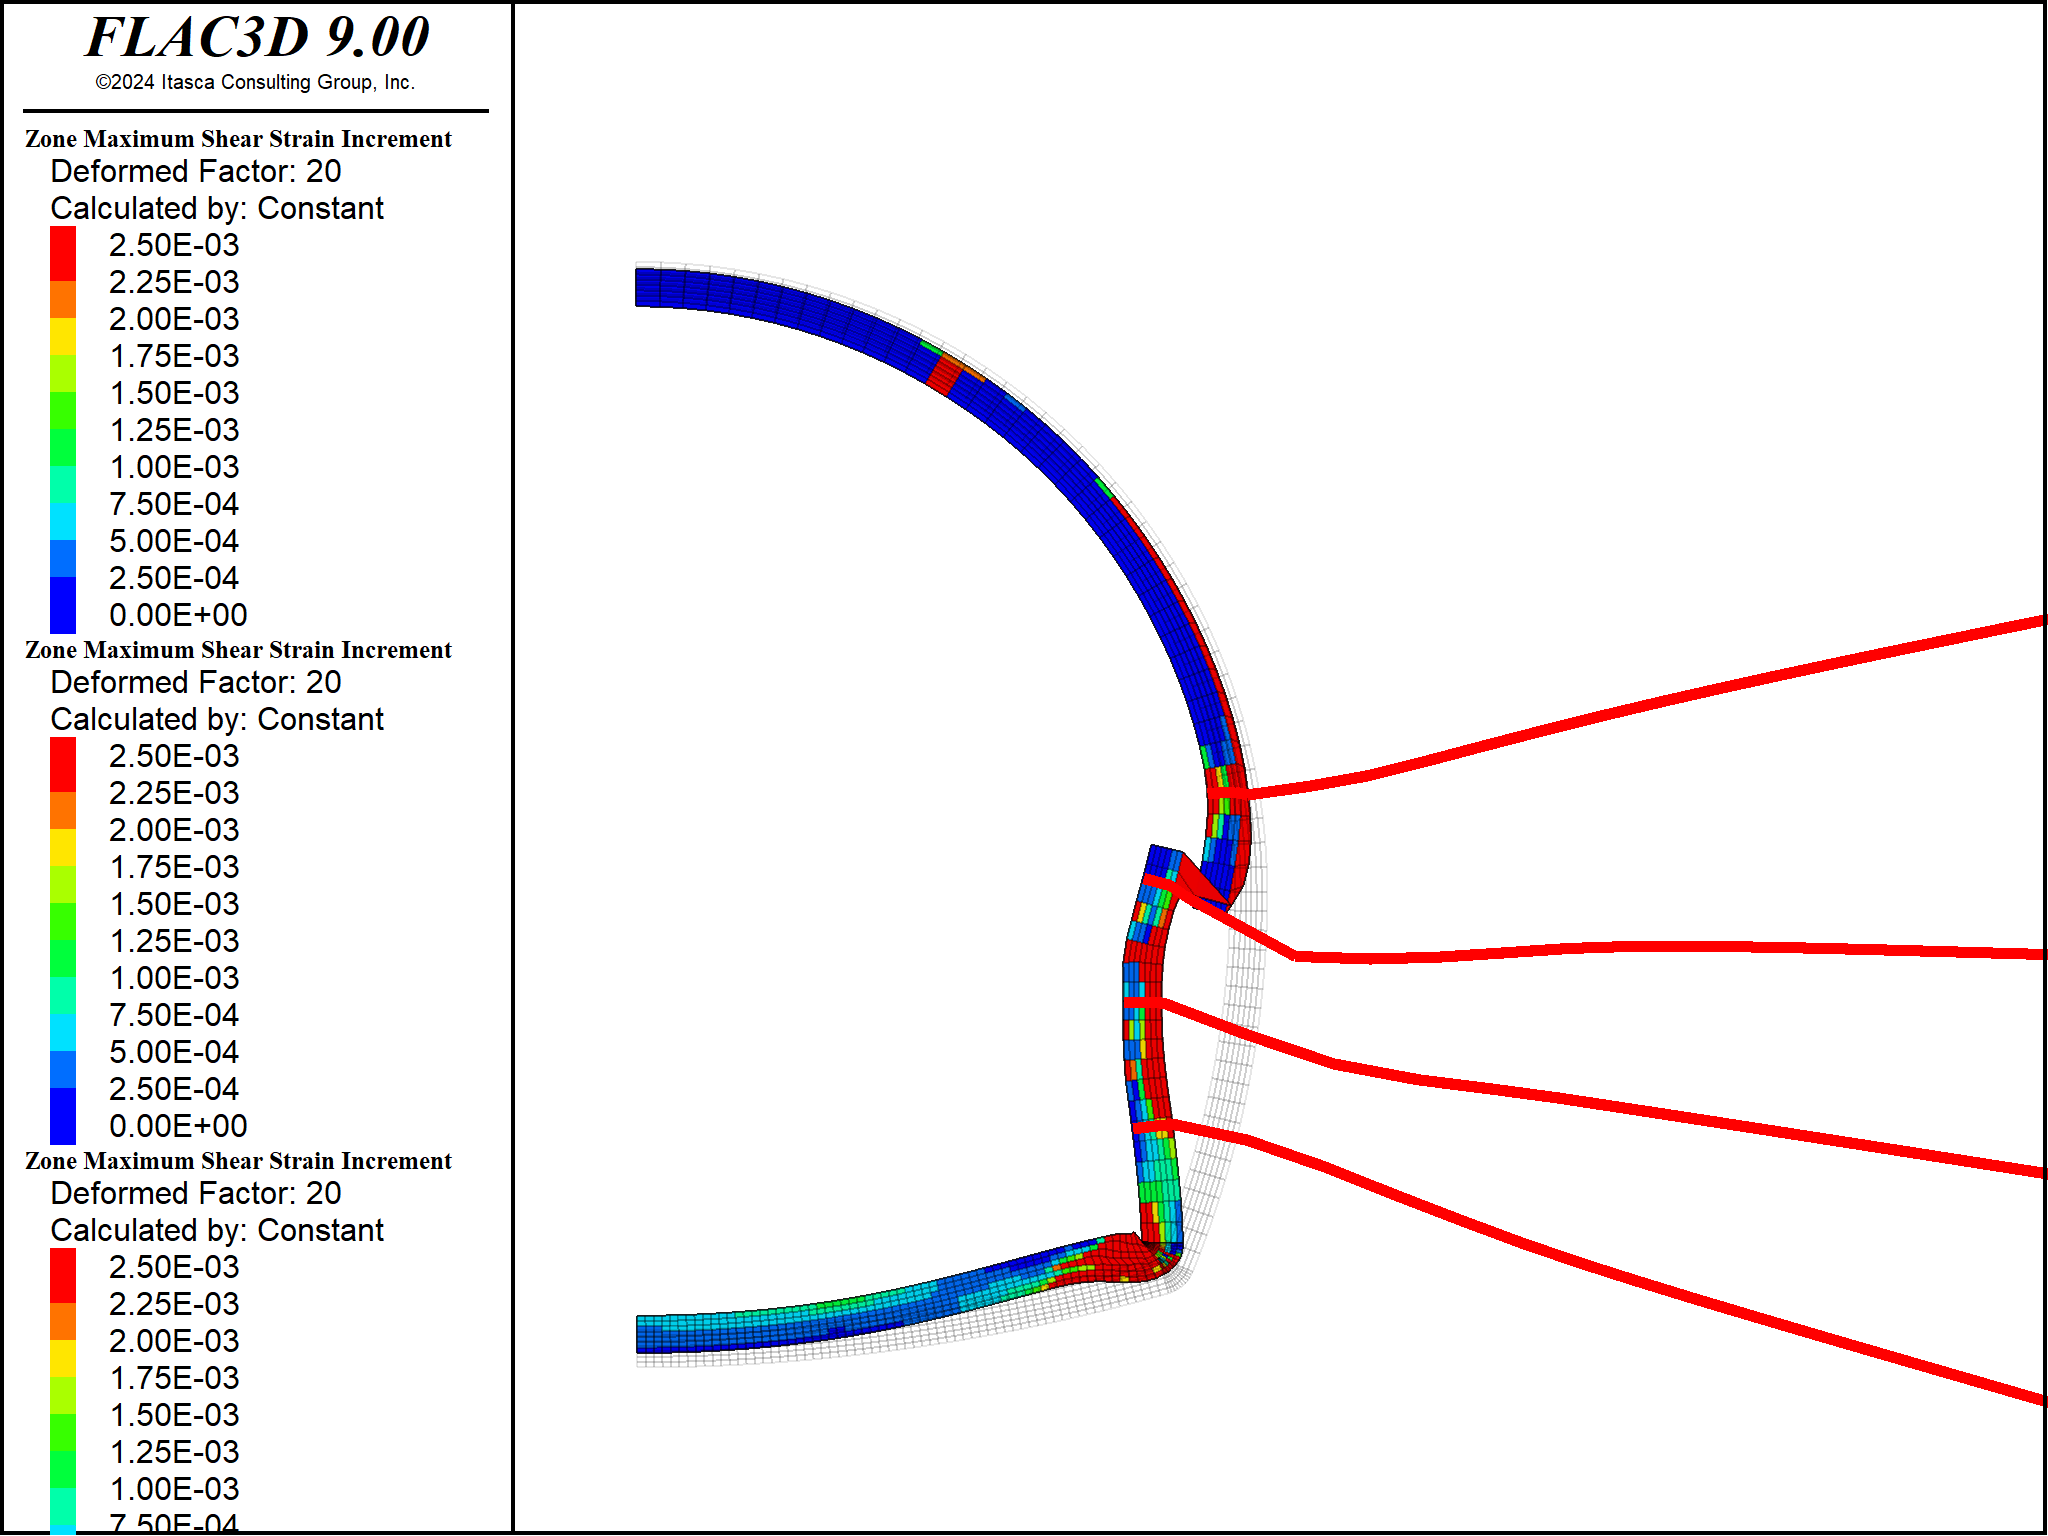 FLAC3D 9.00
©2024 Itasca Consulting Group, Inc.
Zone Maximum Shear Strain Increment
Deformed Factor: 20
Calculated by: Constant
2.50E-03
2.25E-03
2.00E-03
1.75E-03
1.50E-03
1.25E-03
1.00E-03
7.50E-04
5.00E-04
2.50E-04
0.00E+00
Zone Maximum Shear Strain Increment
Deformed Factor: 20
Calculated by: Constant
2.50E-03
2.25E-03
2.00E-03
1.75E-03
1.50E-03
1.25E-03
1.00E-03
7.50E-04
5.00E-04
2.50E-04
0.00E+00
Zone Maximum Shear Strain Increment
Deformed Factor: 20
Calculated by: Constant
2.50E-03
2.25E-03
2.00E-03
1.75E-03
1.50E-03
1.25E-03
1.00E-03
7.50E-04